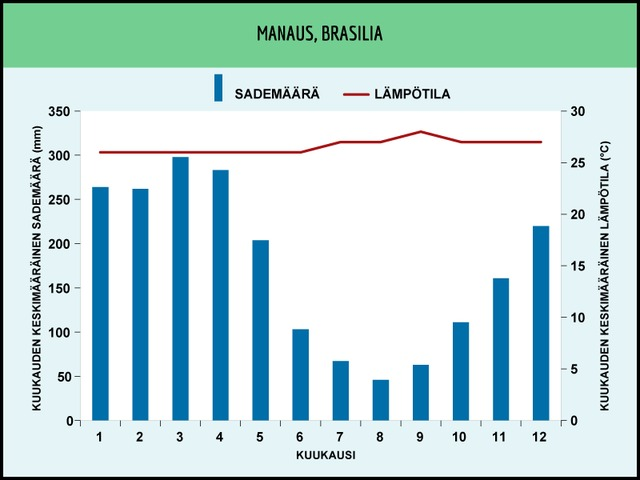 MANAUS, BRASILIA
SADEMÄÄRÄ LÄMPÖTILA
KUUKAUDEN KESKIMÄÄRÄINEN SADEMÄÄRÄ (mm)
350
300
250
200
150
100
50
0
30
25
20
15
10
5
0
KUUKAUDEN KESKIMÄÄRÄINEN LÄMPÖTILA (°C)
1 2 3 4 5 6 7 8 9 10 11 12
KUUKAUSI